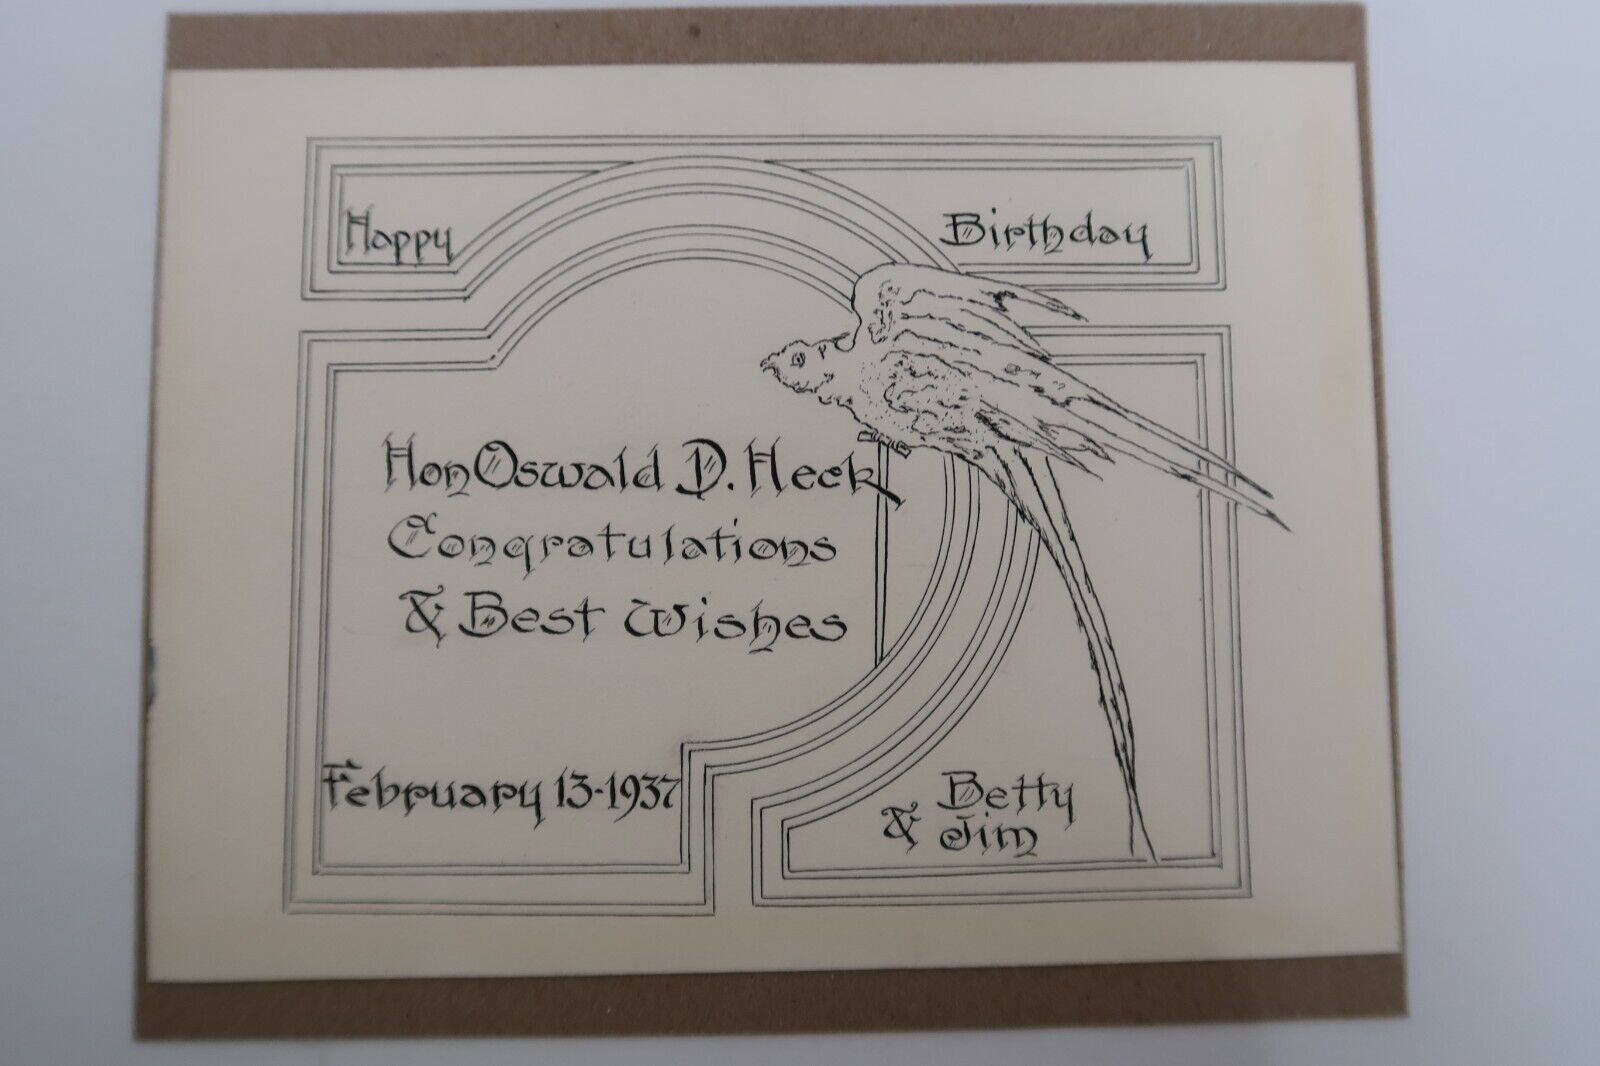 Happy Birthday
Hon Oswald D. Heck
Congratulations
& Best Wishes
February 13-1937
Betty
& Jim